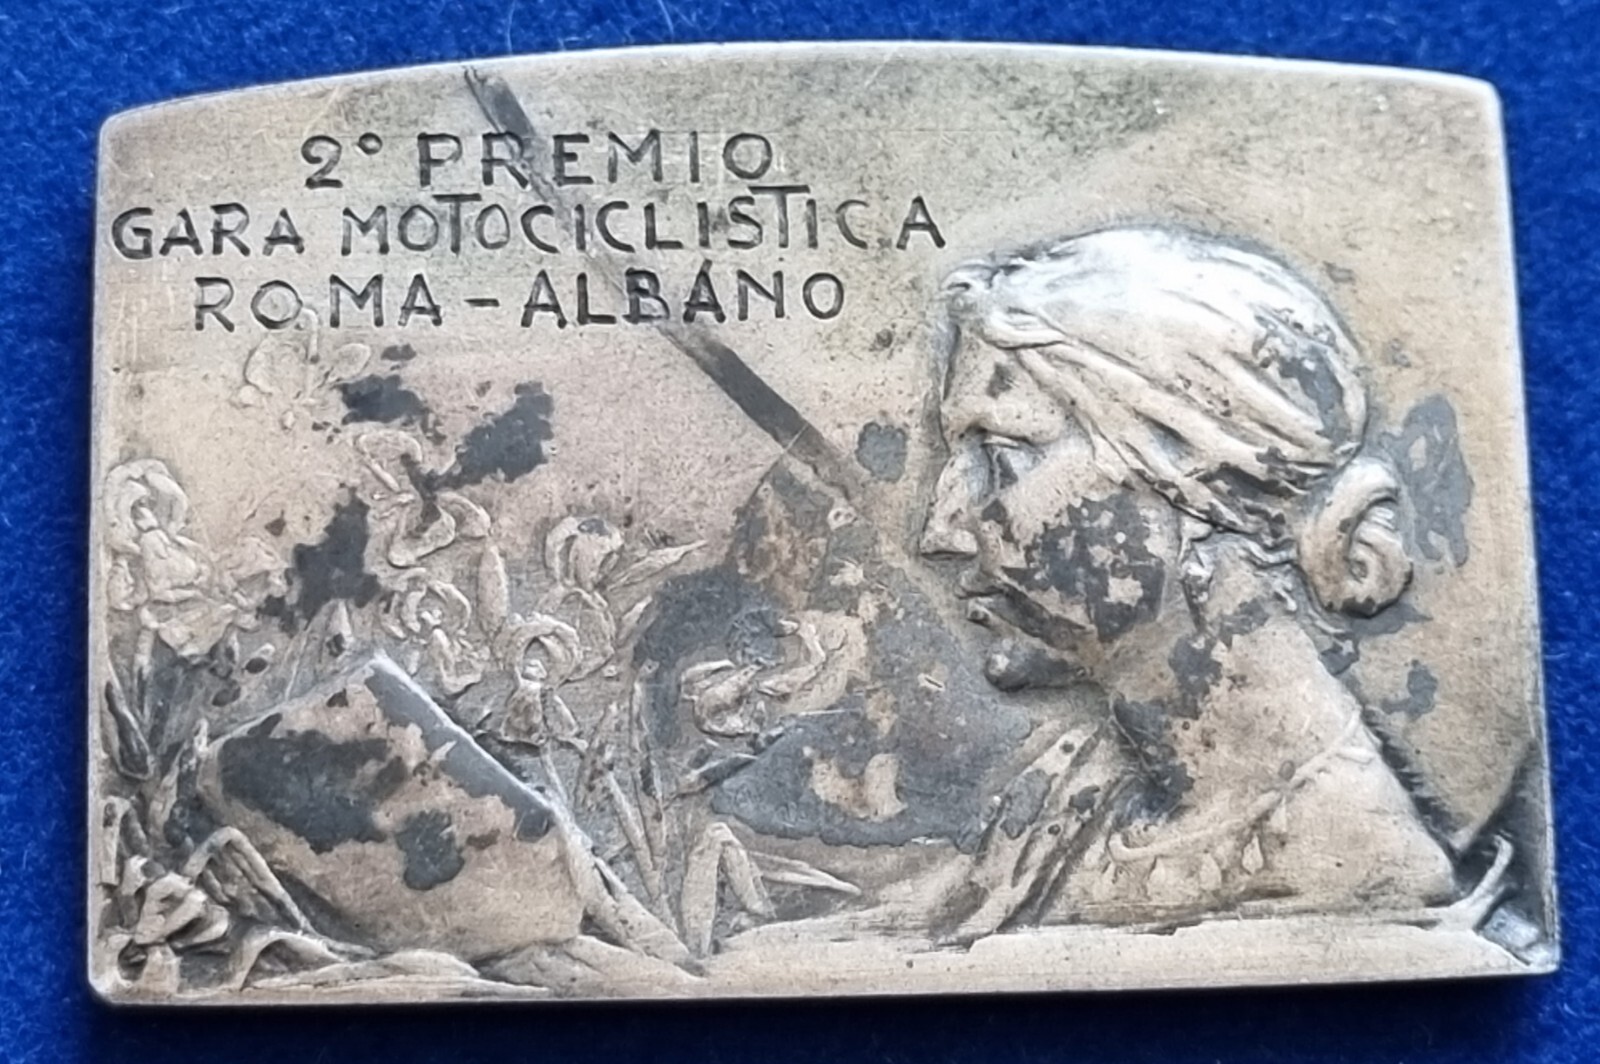 2° PREMIO
GARA MOTOCICLISTICA
ROMA - ALBANO